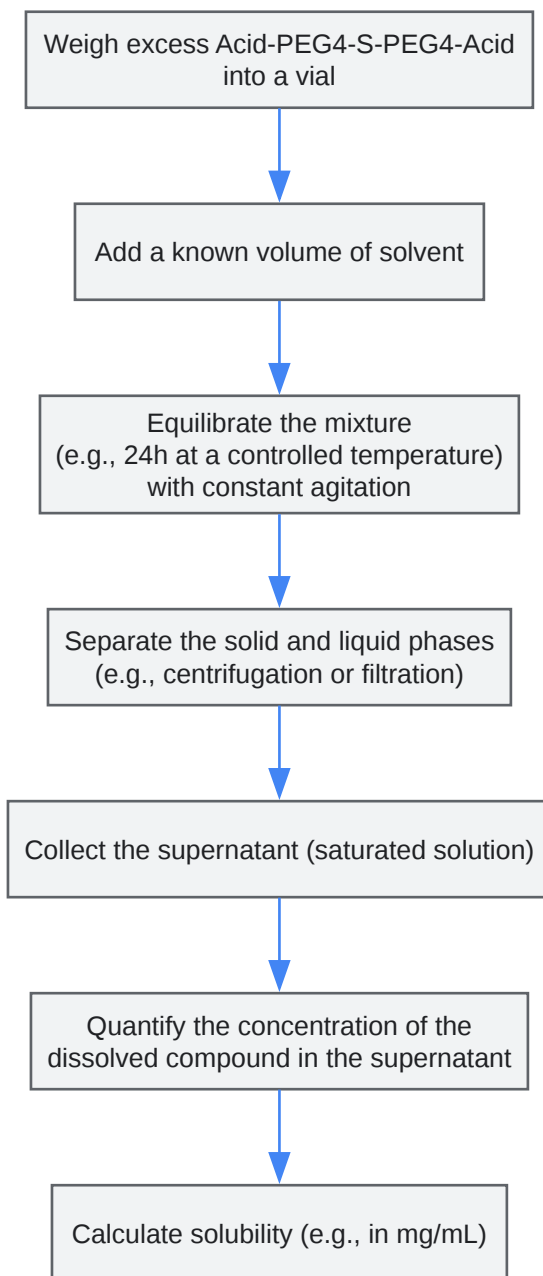 Weigh excess Acid-PEG4-S-PEG4-Acid
into a vial
Add a known volume of solvent
Equilibrate the mixture
(e.g., 24h at a controlled temperature)
with constant agitation
Separate the solid and liquid phases
(e.g., centrifugation or filtration)
Collect the supernatant (saturated solution)
Quantify the concentration of the
dissolved compound in the supernatant
Calculate solubility (e.g., in mg/mL)